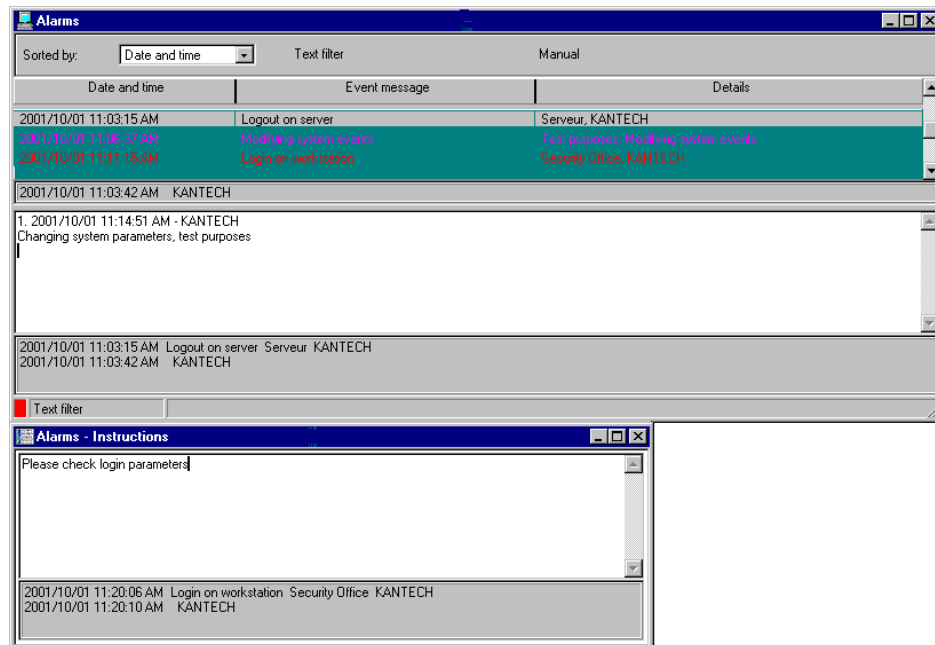 Alarms
Sorted by: Date and time Text filter Manual
Date and time Event message Details
2001/10/01 11:03:15 AM Logout on server Serveur, KANTECH
2001/10/01 11:06:37 AM Modifying system events Test purposes, Modifying system events
2001/10/01 11:11:15 AM Login on workstation Security Office, KANTECH
2001/10/01 11:03:42 AM KANTECH
1. 2001/10/01 11:14:51 AM - KANTECH
Changing system parameters, test purposes
2001/10/01 11:03:15 AM Logout on server Serveur KANTECH
2001/10/01 11:03:42 AM KANTECH
Text filter
Alarms - Instructions
Please check login parameters
2001/10/01 11:20:06 AM Login on workstation Security Office KANTECH
2001/10/01 11:20:10 AM KANTECH